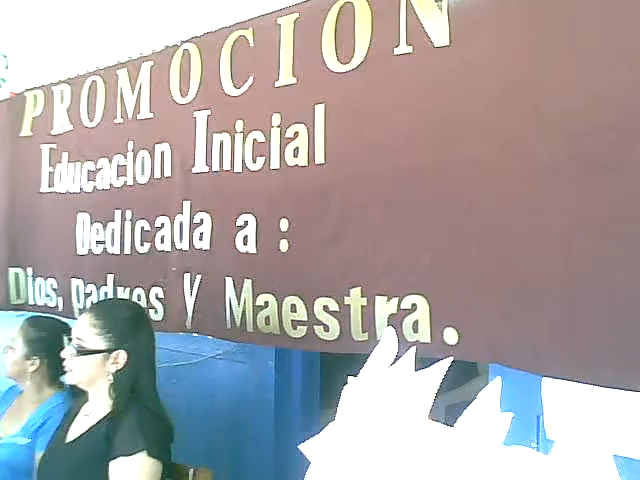 PROMOCION
Educacion Inicial
Dedicada a :
Dios, padres Y Maestra.